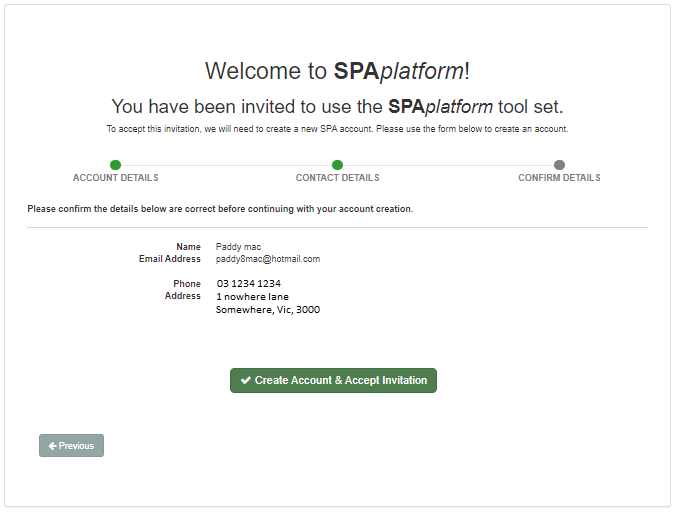 Welcome to SPAplatform!
You have been invited to use the SPAplatform tool set.
To accept this invitation, we will need to create a new SPA account. Please use the form below to create an account.
ACCOUNT DETAILS CONTACT DETAILS CONFIRM DETAILS
Please confirm the details below are correct before continuing with your account creation.
Name Paddy mac
Email Address paddy8mac@hotmail.com
Phone 03 1234 1234
Address 1 nowhere lane
Somewhere, Vic, 3000
Create Account & Accept Invitation
Previous